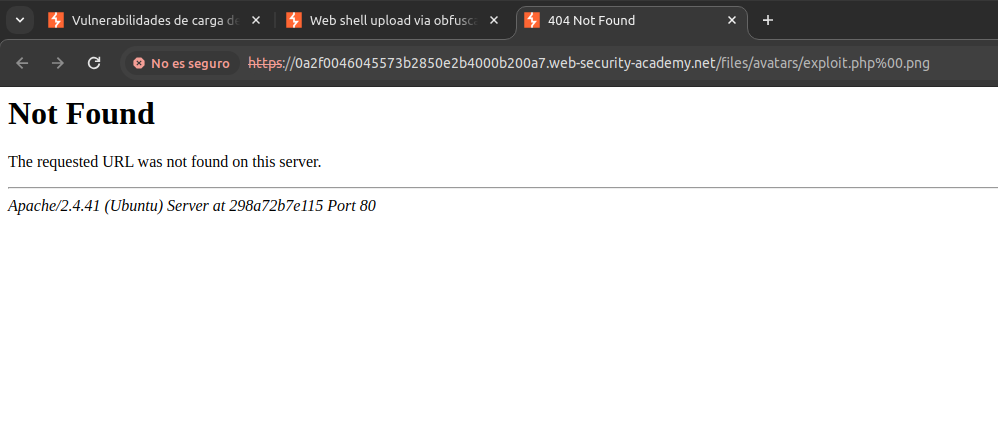 Vulnerabilidades de carga de
Web shell upload via obfusca
404 Not Found
No es seguro
https://0a2f0046045573b2850e2b4000b200a7.web-security-academy.net/files/avatars/exploit.php%00.png
Not Found
The requested URL was not found on this server.
Apache/2.4.41 (Ubuntu) Server at 298a72b7e115 Port 80